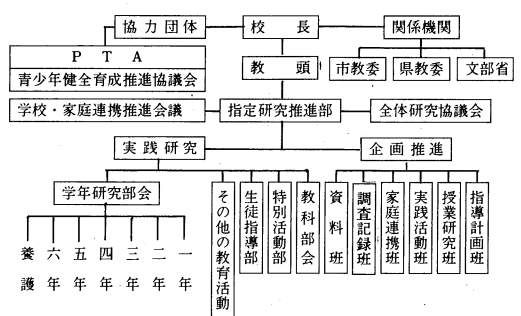 協力団体
校長
関係機関
PTA
青少年健全育成推進協議会
教頭
市教委
県教委
文部省
学校・家庭連携推進会議
指定研究推進部
全体研究協議会
実践研究
企画推進
学年研究部会
その他の教育活動
生徒指導部
特別活動部
教科部会
資料班
調査記録班
家庭連携班
実践活動班
授業研究班
指導計画班
養護
六年
五年
四年
三年
二年
一年